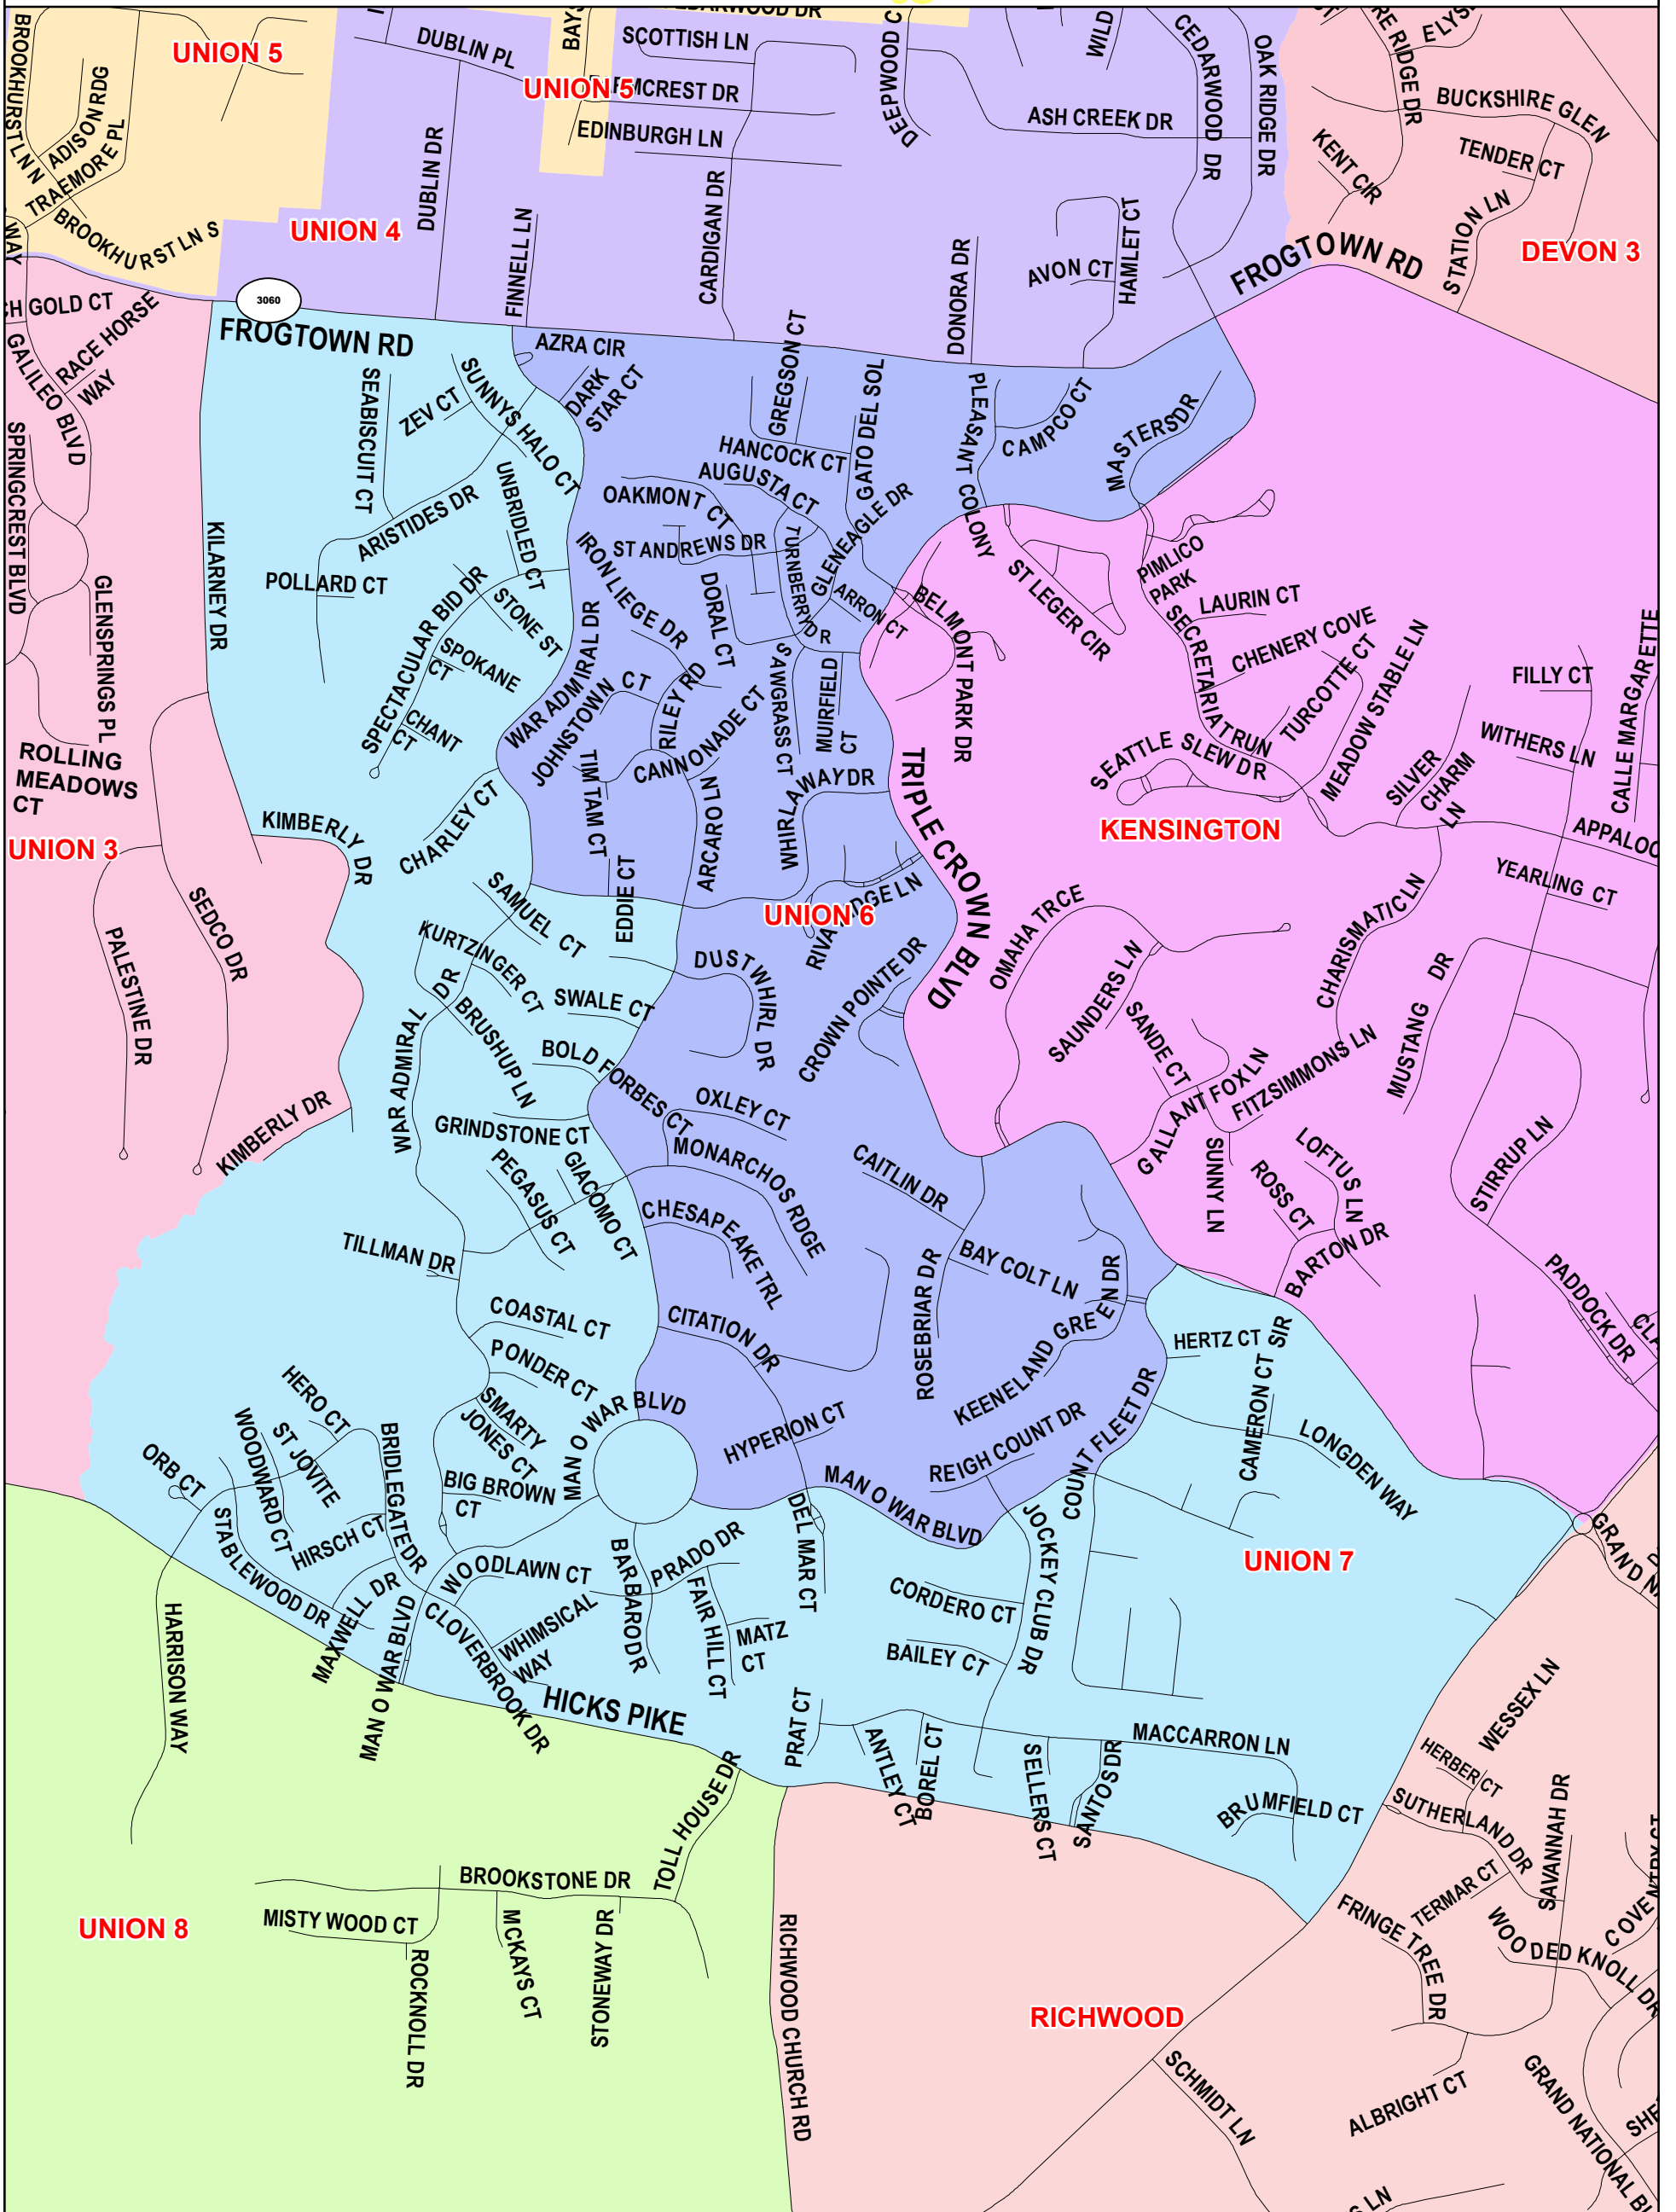 UNION 5
BROOKHURST LN N
ADISON RDG
TRAEMORE PL
BROOKHURST LN S
WAY
DUBLIN PL
BAYS
SCOTTISH LN
UNION 5
EDINBURGH LN
DUBLIN DR
UNION 4
FINNELL LN
CARDIGAN DR
DEEPWOOD C
WILD
CEDARWOOD DR
OAK RIDGE DR
ASH CREEK DR
AVON CT
HAMLET CT
DONORA DR
RE RIDGE DR
ELYS
BUCKSHIRE GLEN
KENT CIR
TENDER CT
STATION LN
DEVON 3
FROGTOWN RD
3060
FROGTOWN RD
CH GOLD CT
RACE HORSE
WAY
GALILEO BLVD
SPRINGCREST BLVD
GLENSPRINGS PL
KILARNEY DR
ROLLING
MEADOWS
CT
UNION 3
SEDCO DR
PALESTINE DR
KIMBERLY DR
KIMBERLY DR
AZRA CIR
DARK
STAR CT
SEABISCUIT CT
ZEV CT
SUNNYS HALO CT
ARISTIDES DR
UNBRIDLED CT
POLLARD CT
SPECTACULAR BID DR
STONE ST
SPOKANE
CT
CHANT
CT
CHARLEY CT
GREGSON CT
HANCOCK CT
GATO DEL SOL
AUGUSTA CT
OAKMONT CT
ST ANDREWS DR
TURNBERRY DR
GLENEAGLE DR
ARRON CT
IRON LIEGE DR
DORAL CT
WAR ADMIRAL DR
JOHNSTOWN CT
RILEY RD
CANNONADE CT
SAWGRASS CT
MUIRFIELD
CT
TIM TAM CT
ARCARO LN
WHIRLAWAY DR
EDDIE CT
PLEASANT COLONY
CAMPCO CT
MASTERS DR
ST LEGER CIR
PIMLICO
PARK
LAURIN CT
SECRETARIAT RUN
CHENERY COVE
TURCOTTE CT
MEADOW STABLE LN
BELMONT PARK DR
SEATTLE SLEW DR
SILVER
CHARM
LN
FILLY CT
WITHERS LN
CALLE MARGARETTE
APPALOO
YEARLING CT
KENSINGTON
TRIPLE CROWN BLVD
UNION 6
CROWN POINTE DR
OMAHA TRCE
SAUNDERS LN
SANDE CT
CHARISMATIC LN
MUSTANG DR
GALLANT FOX LN
FITZSIMMONS LN
SUNNY LN
LOFTUS LN
ROSS CT
BARTON DR
STIRRUP LN
PADDOCK DR
CLA
SAMUEL CT
KURTZINGER CT
SWALE CT
BRUSHUP LN
BOLD FORBES CT
WAR ADMIRAL DR
GRINDSTONE CT
PEGASUS CT
GIACOMO CT
TILLMAN DR
DUST WHIRL DR
OXLEY CT
MONARCHOS RDGE
CHESAPEAKE TRL
CITATION DR
CAITLIN DR
BAY COLT LN
ROSEBRIAR DR
KEENELAND GREEN DR
HYPERION CT
REIGH COUNT DR
COUNT FLEET DR
MAN O WAR BLVD
HERTZ CT
CAMERON CT
SIR
LONGDEN WAY
COASTAL CT
PONDER CT
SMARTY
JONES CT
MAN O WAR BLVD
BIG BROWN
CT
HERO CT
ST JOVITE
WOODWARD CT
ORB CT
BRIDLEGATE DR
HIRSCH CT
STABLEWOOD DR
MAXWELL DR
WOODLAWN CT
MAN O WAR BLVD
CLOVERBROOK DR
WHIMSICAL
WAY
BARBARO DR
PRADO DR
FAIR HILL CT
MATZ
CT
DEL MAR CT
JOCKEY CLUB DR
CORDERO CT
BAILEY CT
UNION 7
GRAND NA
HARRISON WAY
HICKS PIKE
PRAT CT
ANTLEY CT
BOREL CT
SELLERS CT
SANTOS DR
MACCARRON LN
BRUMFIELD CT
WESSEX LN
HERBER CT
SUTHERLAND DR
SAVANNAH DR
TERMAR CT
FRINGE TREE DR
WOODED KNOLL DR
COVENTRY CT
TOLL HOUSE DR
BROOKSTONE DR
MISTY WOOD CT
MCKAYS CT
STONEWAY DR
ROCKNOLL DR
UNION 8
RICHWOOD CHURCH RD
RICHWOOD
SCHMIDT LN
ALBRIGHT CT
GRAND NATIONAL BL
SHE
S LN